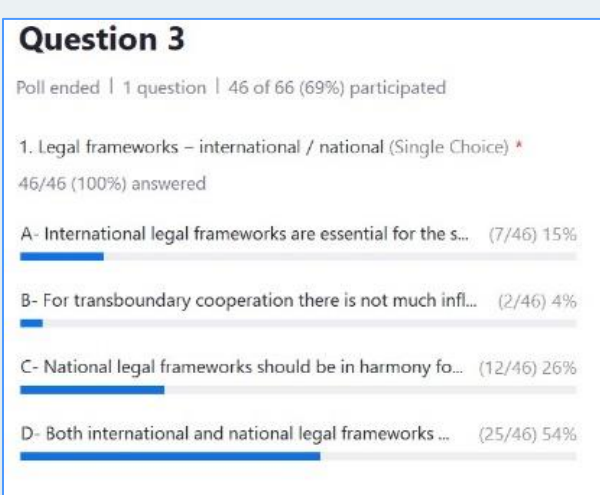 Question 3
Poll ended | 1 question | 46 of 66 (69%) participated
1. Legal frameworks – international / national (Single Choice) *
46/46 (100%) answered
A- International legal frameworks are essential for the s... (7/46) 15%
B- For transboundary cooperation there is not much infl... (2/46) 4%
C- National legal frameworks should be in harmony fo... (12/46) 26%
D- Both international and national legal frameworks ... (25/46) 54%